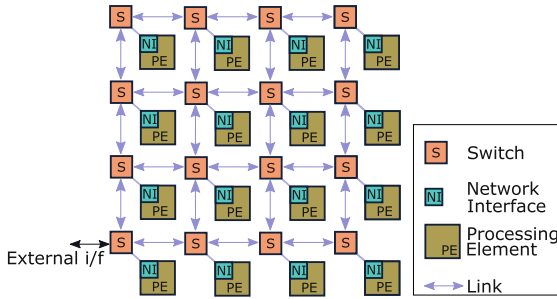 S S S S
NI NI NI NI
PE PE PE PE
S S S S
NI NI NI NI
PE PE PE PE
S S S S
NI NI NI NI
PE PE PE PE
S S S S
External i/f
NI NI NI NI
PE PE PE PE
S Switch
NI Network
Interface
PE Processing
Element
Link